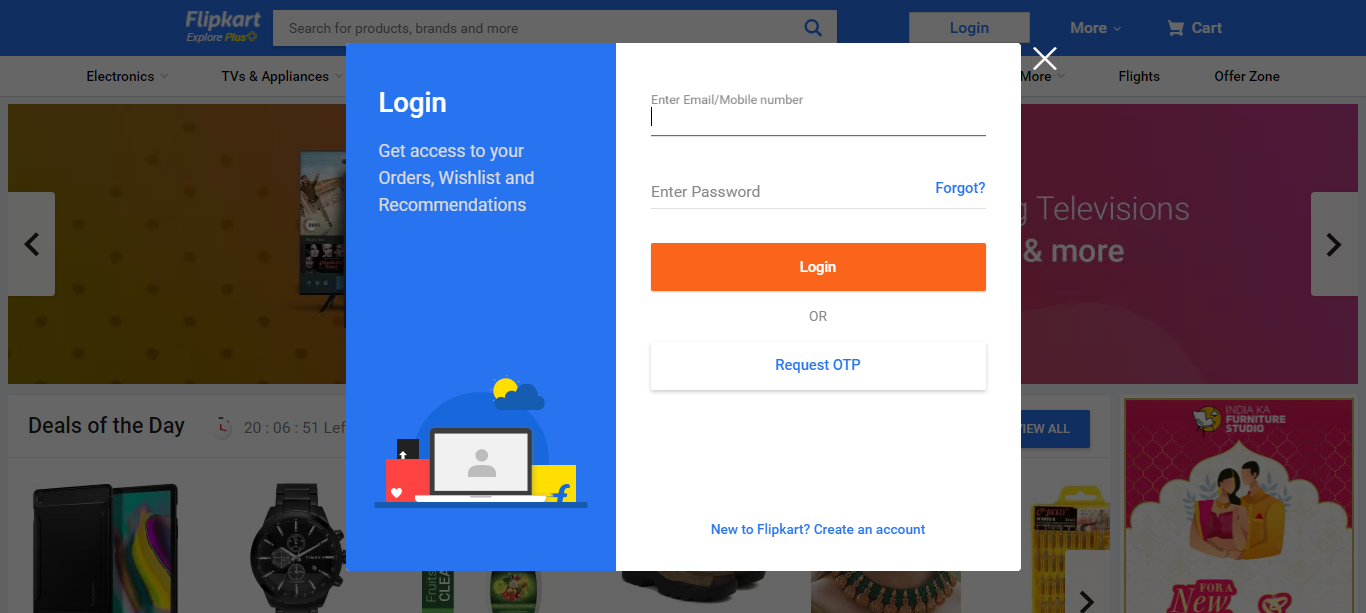 Flipkart
Explore Plus
Search for products, brands and more
Login
More
Cart
Electronics
TVs & Appliances
More
Flights
Offer Zone
Login
Get access to your
Orders, Wishlist and
Recommendations
Enter Email/Mobile number
Enter Password
Forgot?
Login
OR
Request OTP
New to Flipkart? Create an account
Televisions
& more
Deals of the Day
20 : 06 : 51 Lef
VIEW ALL
INDIA KA
FURNITURE
STUDIO
FOR A
New
Fruits
CLEA